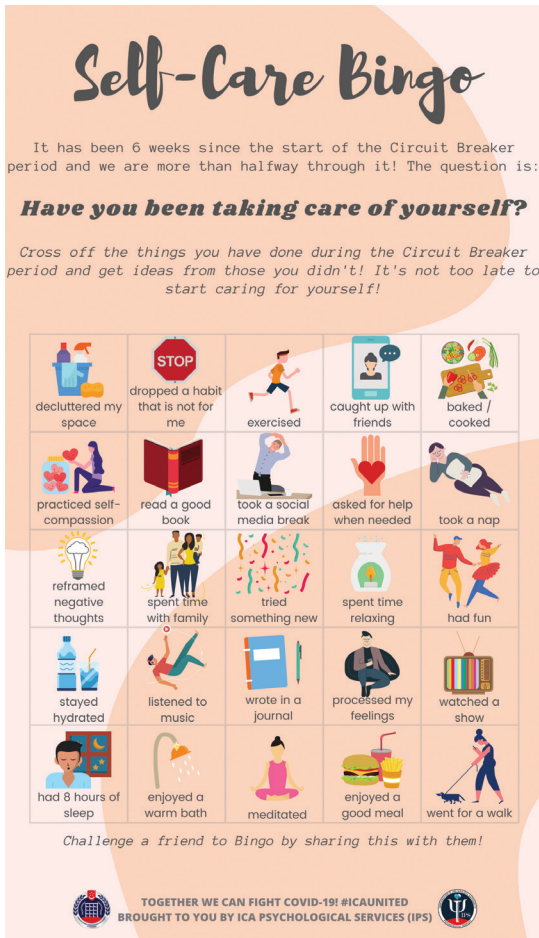 Self-Care Bingo
It has been 6 weeks since the start of the Circuit Breaker
period and we are more than halfway through it! The question is:
Have you been taking care of yourself?
Cross off the things you have done during the Circuit Breaker
period and get ideas from those you didn't! It's not too late to
start caring for yourself!
decluttered my
space
STOP
dropped a habit
that is not for
me
exercised
caught up with
friends
baked /
cooked
practiced self-
compassion
read a good
book
took a social
media break
asked for help
when needed
took a nap
reframed
negative
thoughts
spent time
with family
tried
something new
spent time
relaxing
had fun
stayed
hydrated
listened to
music
wrote in a
journal
processed my
feelings
watched a
show
had 8 hours of
sleep
enjoyed a
warm bath
meditated
enjoyed a
good meal
went for a walk
Challenge a friend to Bingo by sharing this with them!
TOGETHER WE CAN FIGHT COVID-19! #ICAUNITED
BROUGHT TO YOU BY ICA PSYCHOLOGICAL SERVICES (IPS)
IPS